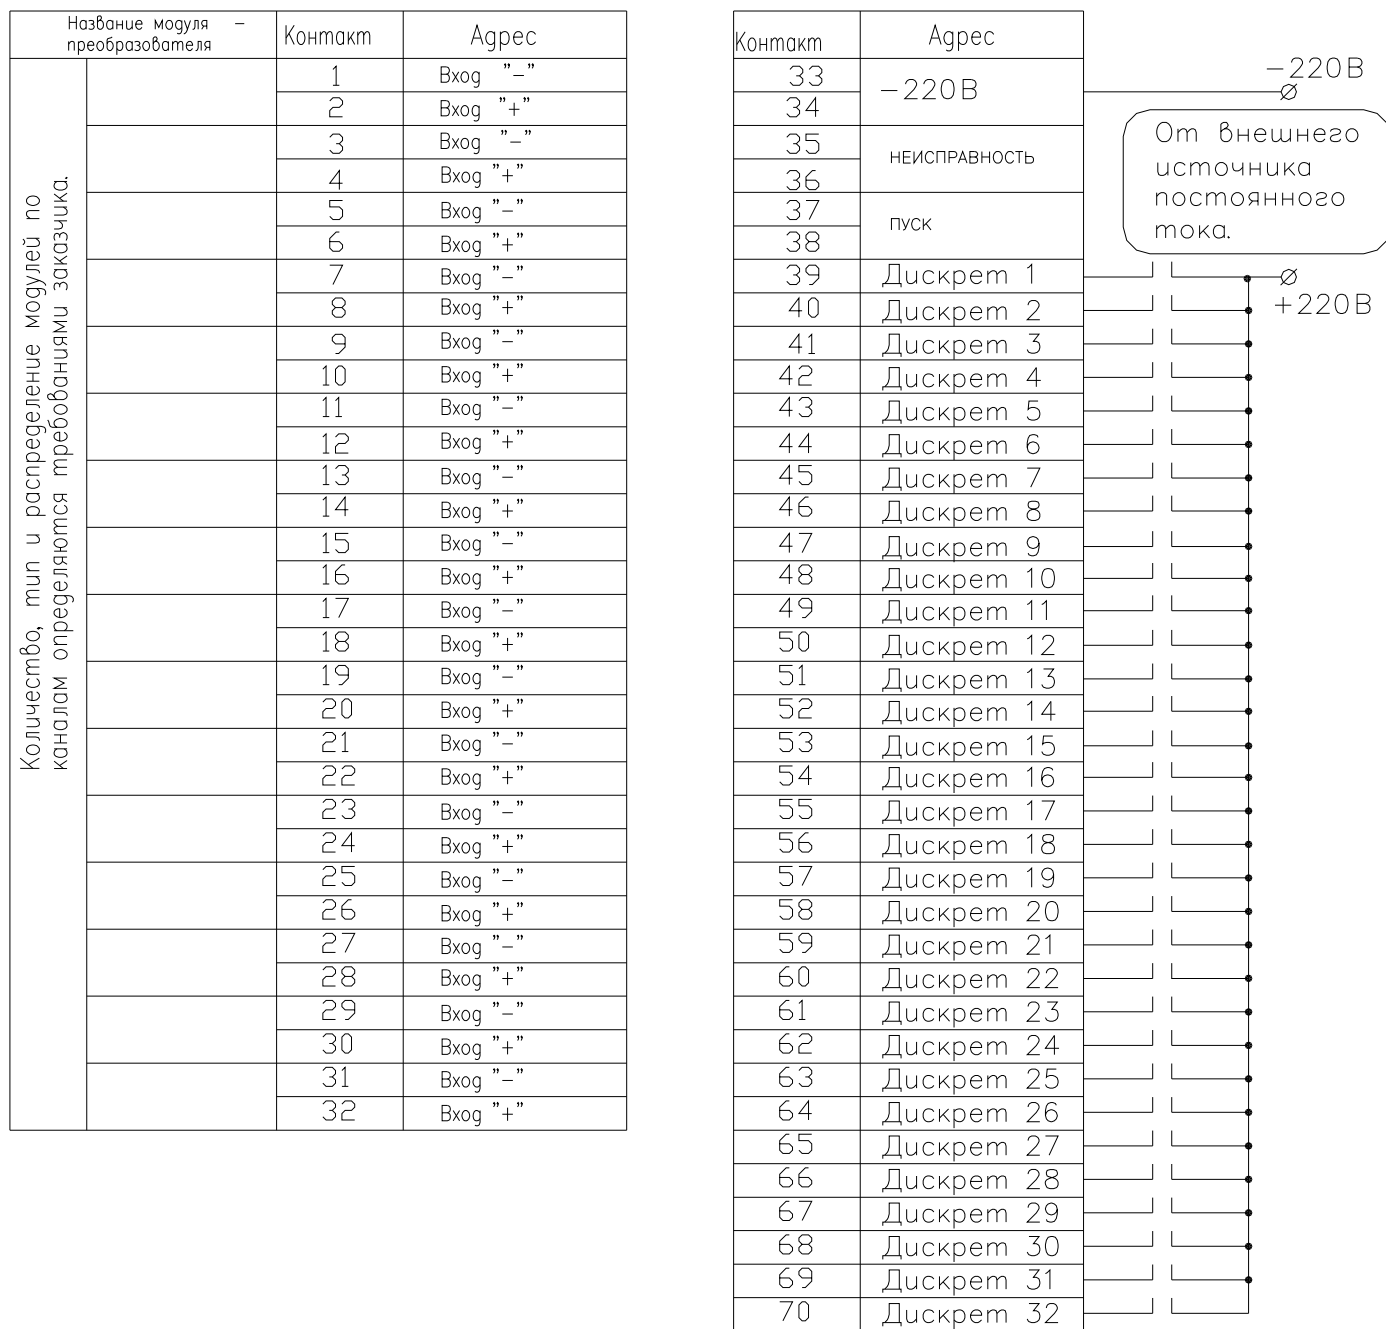 Название модуля –
преобразователя
Контакт
Адрес
Количество, тип и распределение модулей по
каналам определяются требованиями заказчика.
1 Вход "–"
2 Вход "+"
3 Вход "–"
4 Вход "+"
5 Вход "–"
6 Вход "+"
7 Вход "–"
8 Вход "+"
9 Вход "–"
10 Вход "+"
11 Вход "–"
12 Вход "+"
13 Вход "–"
14 Вход "+"
15 Вход "–"
16 Вход "+"
17 Вход "–"
18 Вход "+"
19 Вход "–"
20 Вход "+"
21 Вход "–"
22 Вход "+"
23 Вход "–"
24 Вход "+"
25 Вход "–"
26 Вход "+"
27 Вход "–"
28 Вход "+"
29 Вход "–"
30 Вход "+"
31 Вход "–"
32 Вход "+"
Контакт Адрес
33
–220В
34
35
НЕИСПРАВНОСТЬ
36
37
ПУСК
38
39 Дискрет 1
40 Дискрет 2
41 Дискрет 3
42 Дискрет 4
43 Дискрет 5
44 Дискрет 6
45 Дискрет 7
46 Дискрет 8
47 Дискрет 9
48 Дискрет 10
49 Дискрет 11
50 Дискрет 12
51 Дискрет 13
52 Дискрет 14
53 Дискрет 15
54 Дискрет 16
55 Дискрет 17
56 Дискрет 18
57 Дискрет 19
58 Дискрет 20
59 Дискрет 21
60 Дискрет 22
61 Дискрет 23
62 Дискрет 24
63 Дискрет 25
64 Дискрет 26
65 Дискрет 27
66 Дискрет 28
67 Дискрет 29
68 Дискрет 30
69 Дискрет 31
70 Дискрет 32
–220В
От внешнего
источника
постоянного
тока.
+220В